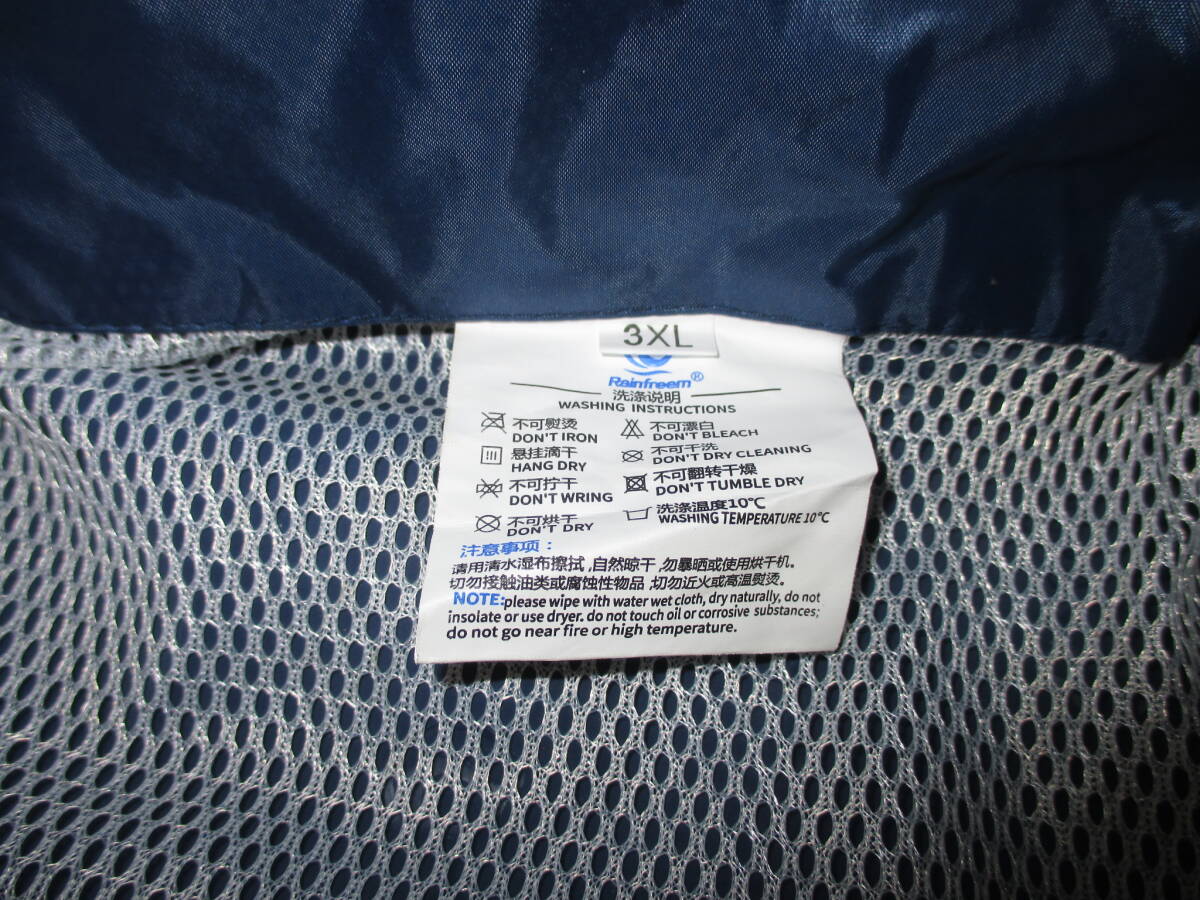 3XL
Rainfreem®
洗涤说明
WASHING INSTRUCTIONS
不可熨烫
DON'T IRON
不可漂白
DON'T BLEACH
悬挂滴干
HANG DRY
不可干洗
DON'T DRY CLEANING
不可拧干
DON'T WRING
不可翻转干燥
DON'T TUMBLE DRY
不可烘干
DON'T DRY
洗涤温度10℃
WASHING TEMPERATURE 10℃
注意事项：
请用清水湿布擦拭,自然晾干,勿暴晒或使用烘干机。
切勿接触油类或腐蚀性物品,切勿近火或高温熨烫。
NOTE:please wipe with water wet cloth, dry naturally, do not
insolate or use dryer. do not touch oil or corrosive substances;
do not go near fire or high temperature.